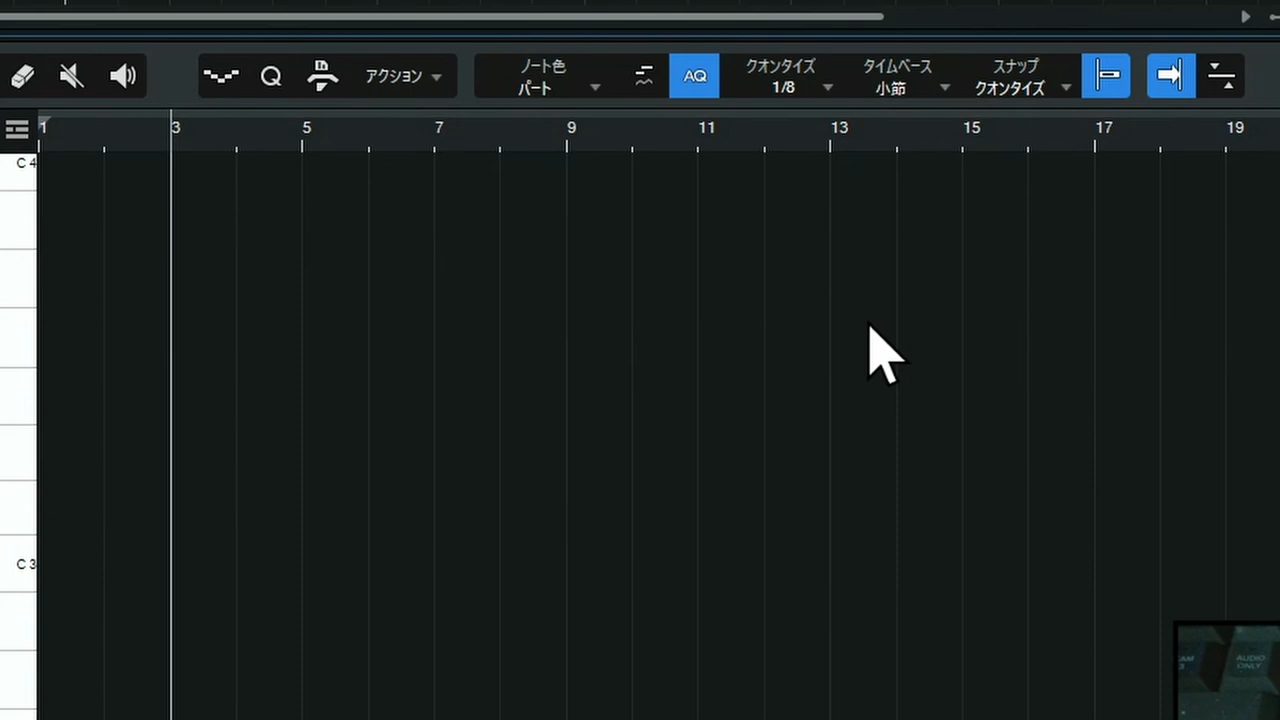 アクション
ノート色
パート
AQ
クオンタイズ
1/8
タイムベース
小節
スナップ
クオンタイズ
1 3 5 7 9 11 13 15 17 19
C 4
C 3
AUDIO
ONLY